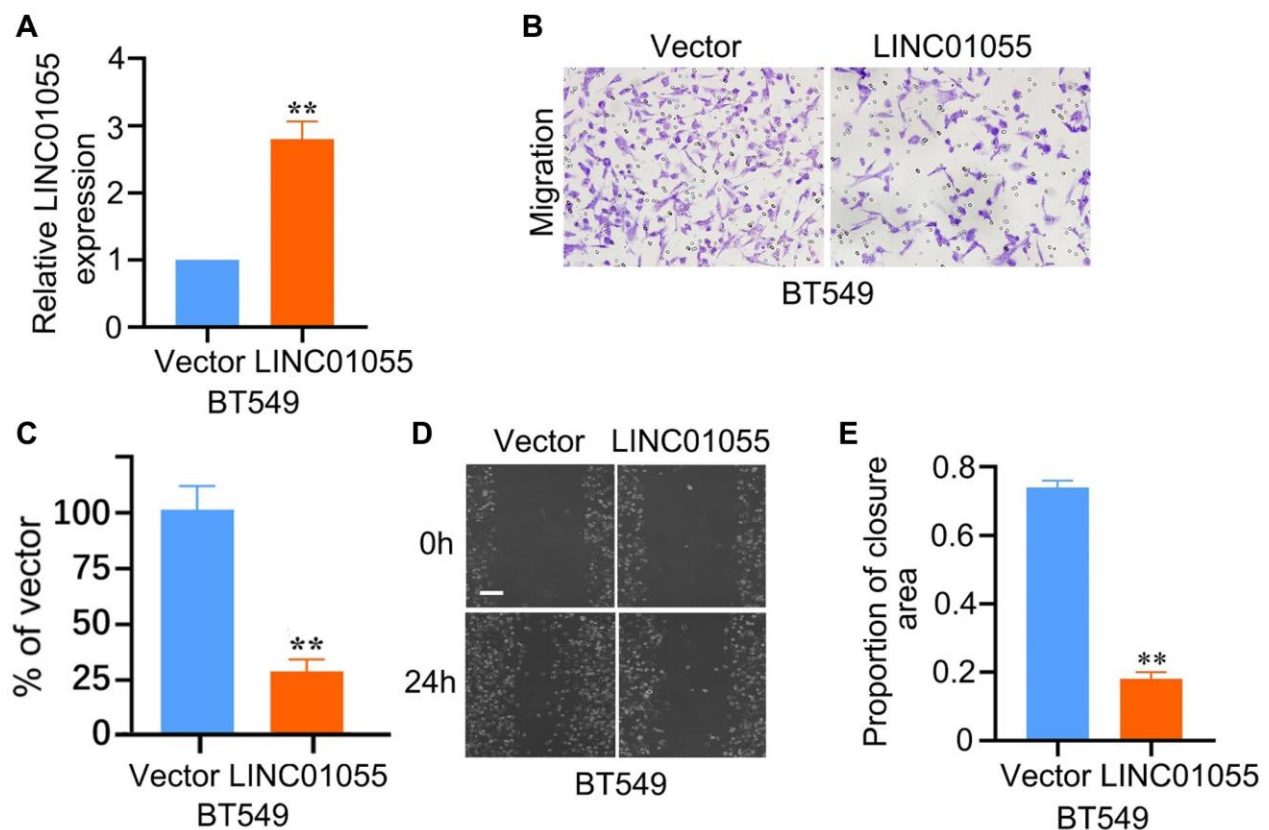 A
Relative LINC01055
expression
4
3
2
1
0
**
Vector LINC01055
BT549
B
Vector LINC01055
Migration
BT549
C
% of vector
100
75
50
25
0
**
Vector LINC01055
BT549
D
Vector LINC01055
0h
24h
BT549
E
Proportion of closure
area
0.8
0.6
0.4
0.2
0
**
Vector LINC01055
BT549